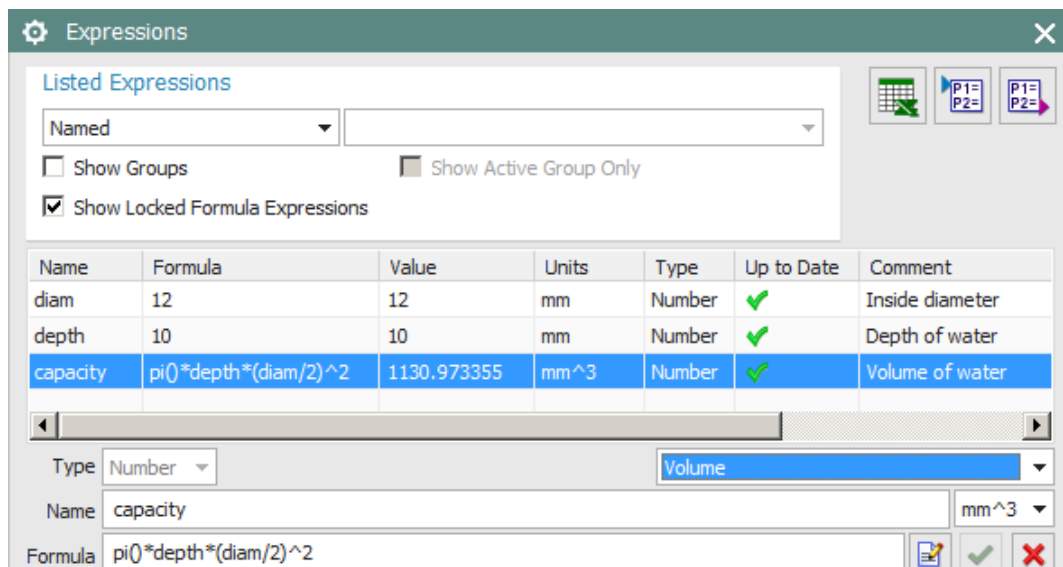 Expressions
Listed Expressions
P1=
P2=
P1=
P2=
Named
Show Groups Show Active Group Only
Show Locked Formula Expressions
Name Formula Value Units Type Up to Date Comment
diam 12 12 mm Number Inside diameter
depth 10 10 mm Number Depth of water
capacity pi()*depth*(diam/2)^2 1130.973355 mm^3 Number Volume of water
Type Number Volume
Name capacity mm^3
Formula pi()*depth*(diam/2)^2